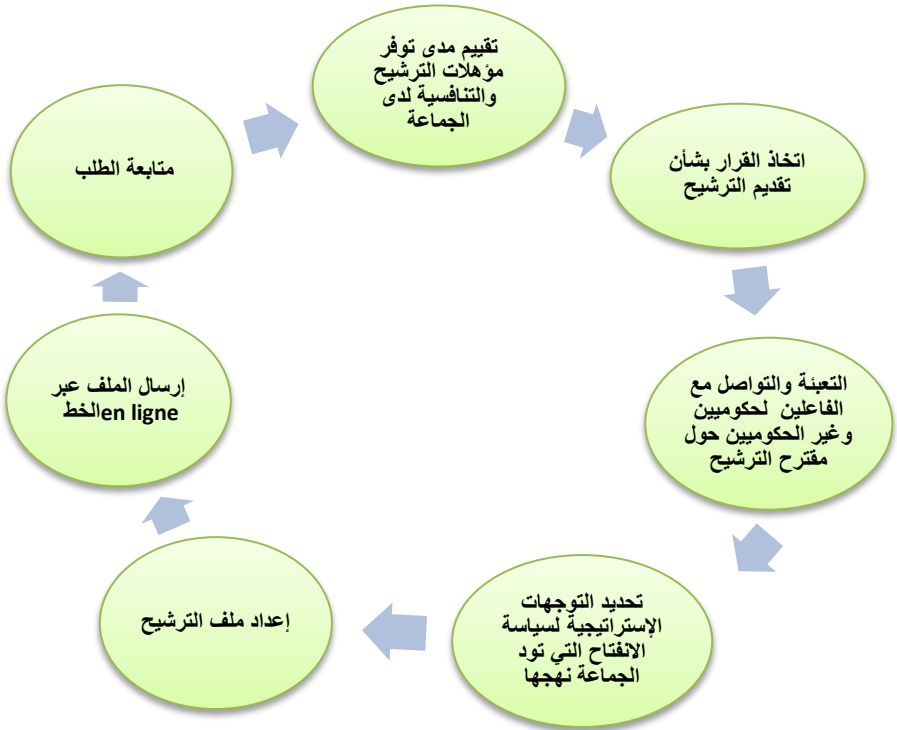 تقييم مدى توفر
مؤهلات الترشيح
والتنافسية لدى
الجماعة
اتخاذ القرار بشأن
تقديم الترشيح
التعبئة والتواصل مع
الفاعلين لحكوميين
وغير الحكوميين حول
مقترح الترشيح
تحديد التوجهات
الإستراتيجية لسياسة
الانفتاح التي تود
الجماعة نهجها
إعداد ملف الترشيح
إرسال الملف عبر
الخطen ligne
متابعة الطلب